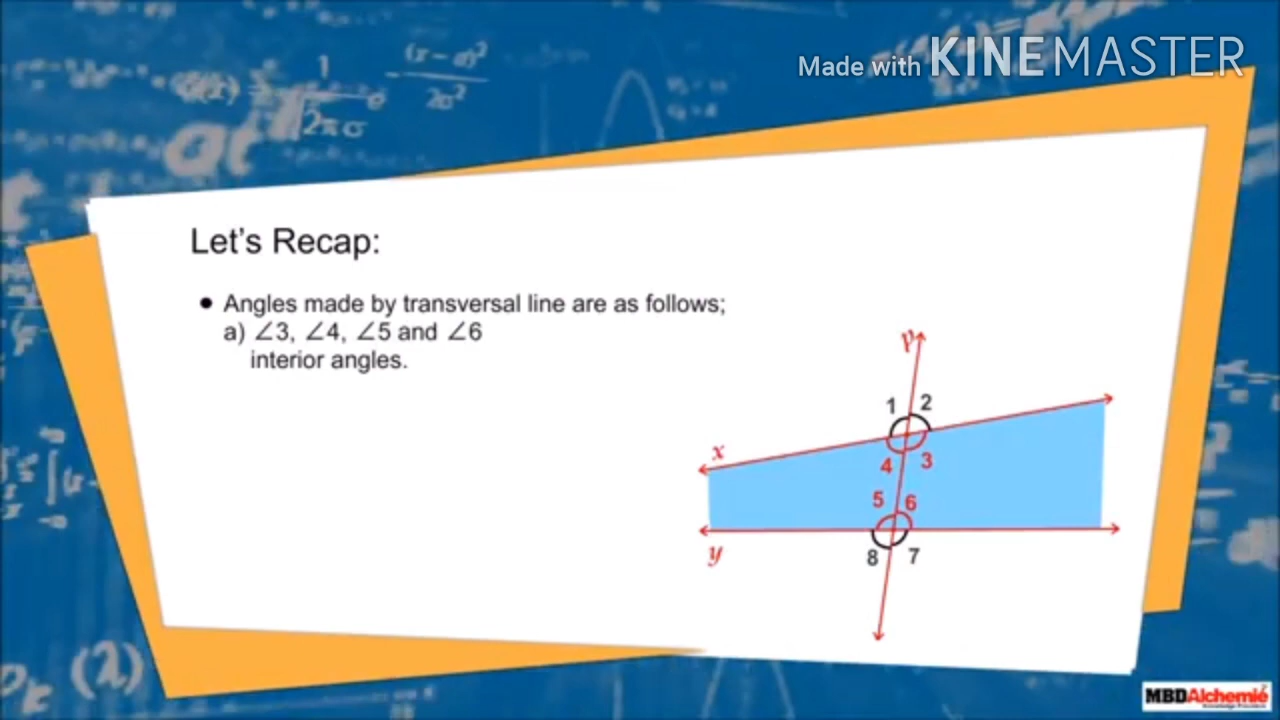 Made with KINEMASTER
Let's Recap:
• Angles made by transversal line are as follows;
a) ∠3, ∠4, ∠5 and ∠6
interior angles.
p
1 2
x
4 3
5 6
y
8 7
MBDAlchemie